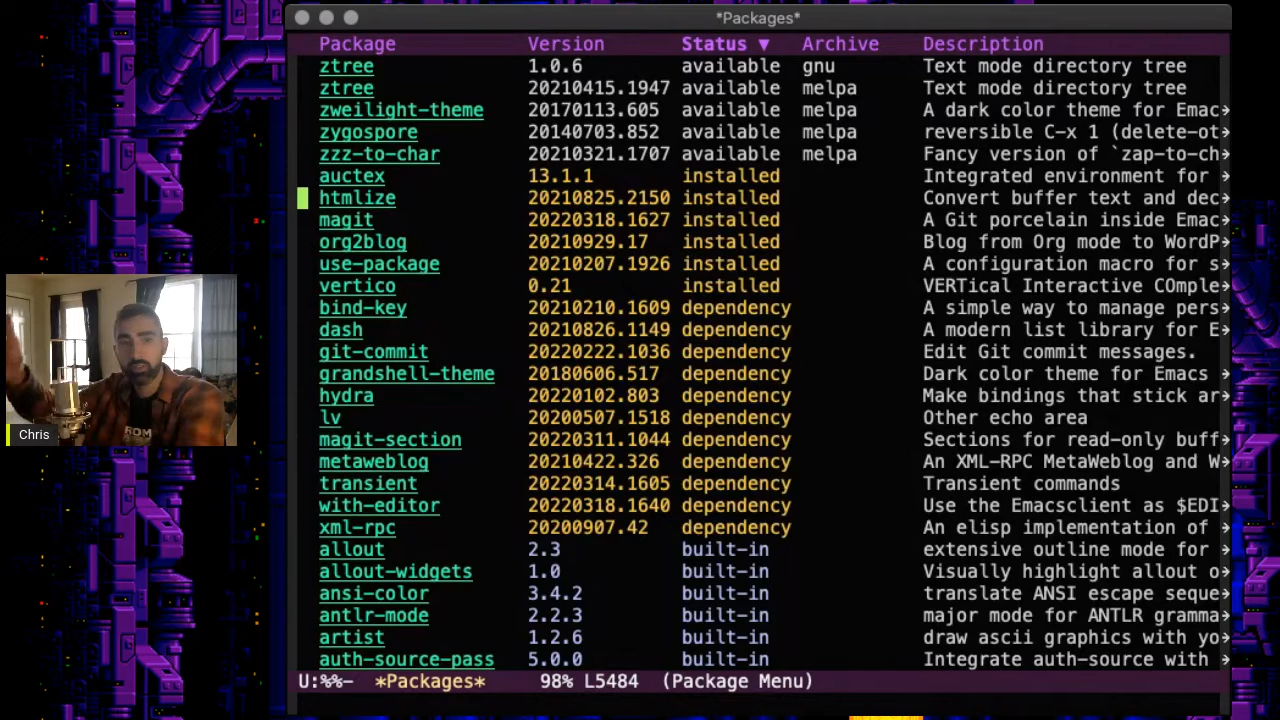 *Packages*
Package Version Status ▼ Archive Description
ztree 1.0.6 available gnu Text mode directory tree
ztree 20210415.1947 available melpa Text mode directory tree
zweilight-theme 20170113.605 available melpa A dark color theme for Emac→
zygospore 20140703.852 available melpa reversible C-x 1 (delete-ot→
zzz-to-char 20210321.1707 available melpa Fancy version of `zap-to-ch→
auctex 13.1.1 installed Integrated environment for →
htmlize 20210825.2150 installed Convert buffer text and dec→
magit 20220318.1627 installed A Git porcelain inside Emac→
org2blog 20210929.17 installed Blog from Org mode to WordP→
use-package 20210207.1926 installed A configuration macro for s→
vertico 0.21 installed VERTical Interactive COmple→
bind-key 20210210.1609 dependency A simple way to manage pers→
dash 20210826.1149 dependency A modern list library for E→
git-commit 20220222.1036 dependency Edit Git commit messages.
grandshell-theme 20180606.517 dependency Dark color theme for Emacs →
hydra 20220102.803 dependency Make bindings that stick ar→
lv 20200507.1518 dependency Other echo area
magit-section 20220311.1044 dependency Sections for read-only buff→
metaweblog 20210422.326 dependency An XML-RPC MetaWeblog and W→
transient 20220314.1605 dependency Transient commands
with-editor 20220318.1640 dependency Use the Emacsclient as $EDI→
xml-rpc 20200907.42 dependency An elisp implementation of →
allout 2.3 built-in extensive outline mode for →
allout-widgets 1.0 built-in Visually highlight allout o→
ansi-color 3.4.2 built-in translate ANSI escape seque→
antlr-mode 2.2.3 built-in major mode for ANTLR gramma→
artist 1.2.6 built-in draw ascii graphics with yo→
auth-source-pass 5.0.0 built-in Integrate auth-source with →
U:%%- *Packages* 98% L5484 (Package Menu)
ROM
Chris